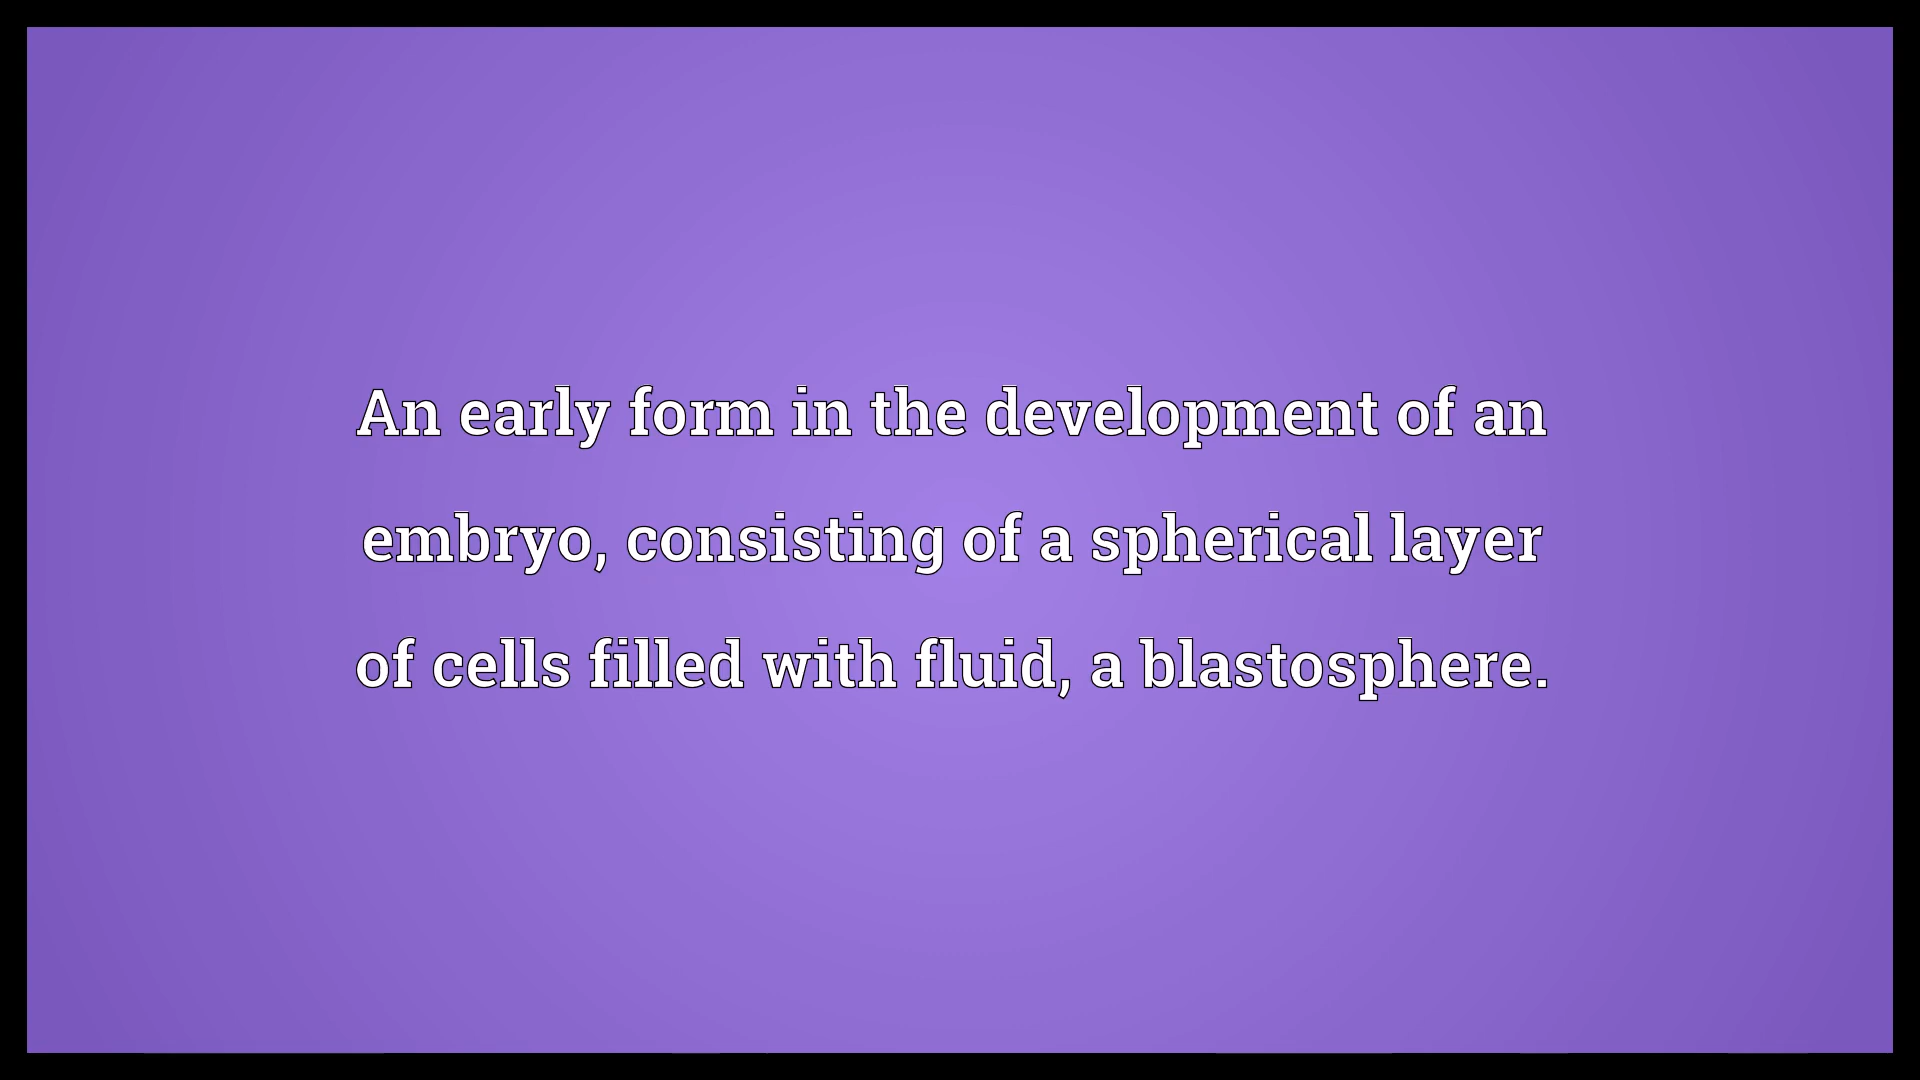 An early form in the development of an
embryo, consisting of a spherical layer
of cells filled with fluid, a blastosphere.